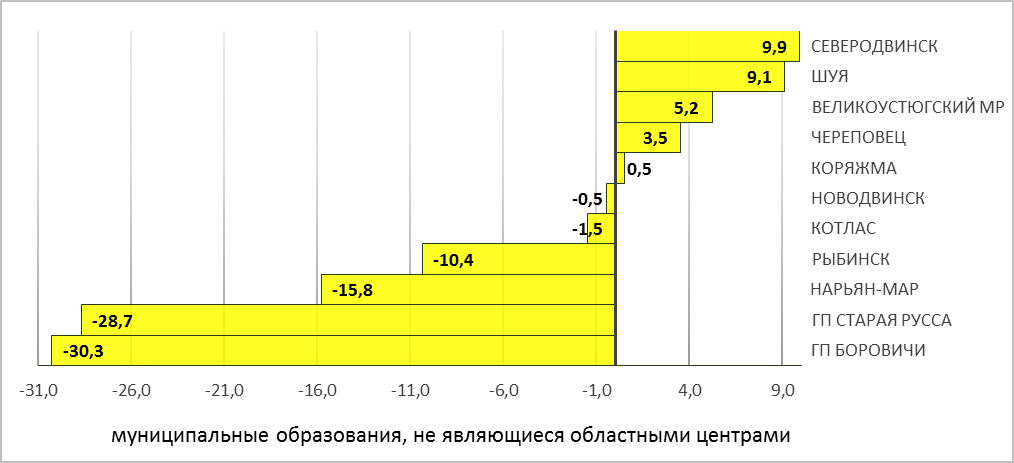 9,9 СЕВЕРОДВИНСК
9,1 ШУЯ
5,2 ВЕЛИКОУСТЮГСКИЙ МР
3,5 ЧЕРЕПОВЕЦ
0,5 КОРЯЖМА
-0,5 НОВОДВИНСК
-1,5 КОТЛАС
-10,4 РЫБИНСК
-15,8 НАРЬЯН-МАР
-28,7 ГП СТАРАЯ РУССА
-30,3 ГП БОРОВИЧИ
-31,0 -26,0 -21,0 -16,0 -11,0 -6,0 -1,0 4,0 9,0
муниципальные образования, не являющиеся областными центрами